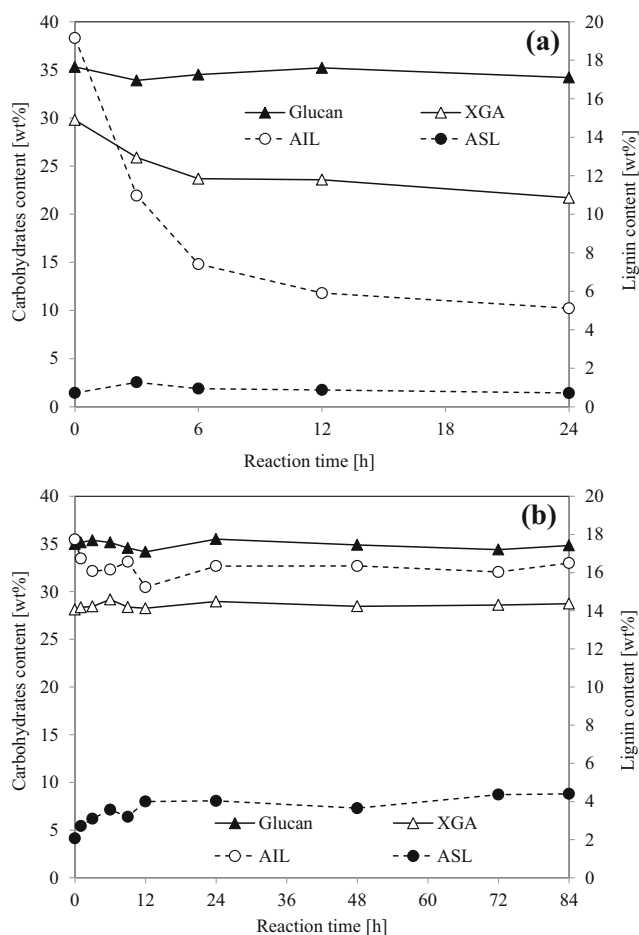 (a)
Carbohydrates content [wt%]
40
35
30
25
20
15
10
5
0
Glucan
XGA
AIL
ASL
20
18
16
14
12
10
8
6
4
2
0
Lignin content [wt%]
0 6 12 18 24
Reaction time [h]
(b)
Carbohydrates content [wt%]
40
35
30
25
20
15
10
5
0
Glucan
XGA
AIL
ASL
20
18
16
14
12
10
8
6
4
2
0
Lignin content [wt%]
0 12 24 36 48 60 72 84
Reaction time [h]